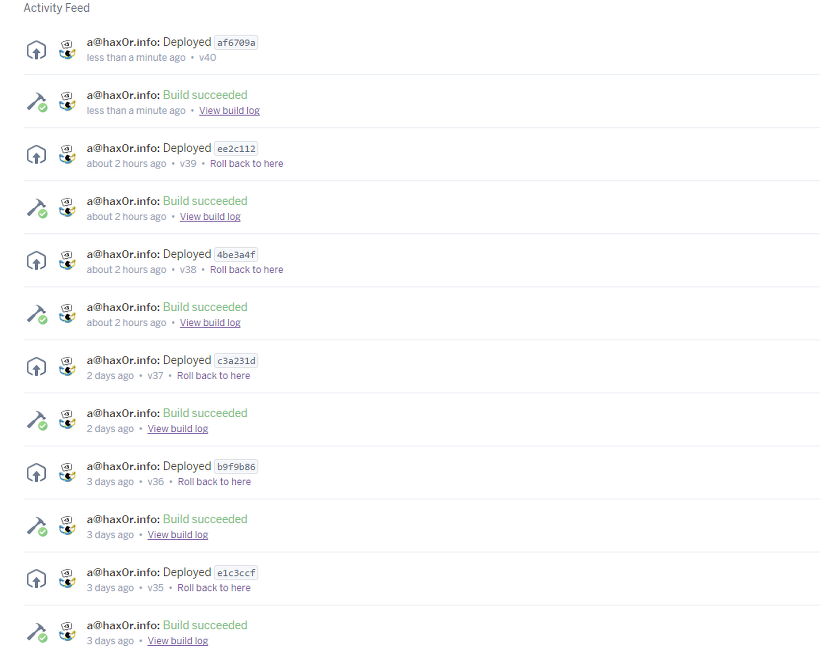 Activity Feed
a@hax0r.info: Deployed af6709a
less than a minute ago • v40
a@hax0r.info: Build succeeded
less than a minute ago • View build log
a@hax0r.info: Deployed ee2c112
about 2 hours ago • v39 • Roll back to here
a@hax0r.info: Build succeeded
about 2 hours ago • View build log
a@hax0r.info: Deployed 4be3a4f
about 2 hours ago • v38 • Roll back to here
a@hax0r.info: Build succeeded
about 2 hours ago • View build log
a@hax0r.info: Deployed c3a231d
2 days ago • v37 • Roll back to here
a@hax0r.info: Build succeeded
2 days ago • View build log
a@hax0r.info: Deployed b9f9b86
3 days ago • v36 • Roll back to here
a@hax0r.info: Build succeeded
3 days ago • View build log
a@hax0r.info: Deployed e1c3ccf
3 days ago • v35 • Roll back to here
a@hax0r.info: Build succeeded
3 days ago • View build log